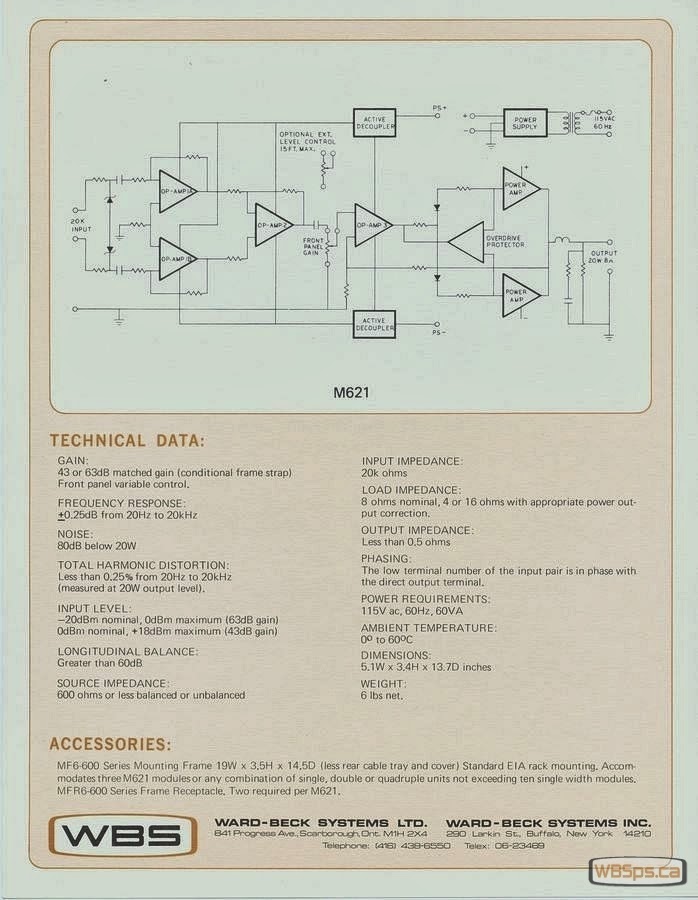 PS+
ACTIVE
DECOUPLER
+
-
POWER
SUPPLY
115VAC
60 Hz
OPTIONAL EXT.
LEVEL CONTROL
15 FT. MAX.
OP-AMP 1A
OP-AMP 2
OP-AMP 3
OP-AMP 1B
20K
INPUT
FRONT
PANEL
GAIN
+
POWER
AMP
OVERDRIVE
PROTECTOR
OUTPUT
20W 8Ω
POWER
AMP
-
ACTIVE
DECOUPLER
PS-
M621
TECHNICAL DATA:
GAIN:
43 or 63dB matched gain (conditional frame strap)
Front panel variable control.
FREQUENCY RESPONSE:
±0.25dB from 20Hz to 20kHz
NOISE:
80dB below 20W
TOTAL HARMONIC DISTORTION:
Less than 0.25% from 20Hz to 20kHz
(measured at 20W output level).
INPUT LEVEL:
−20dBm nominal, 0dBm maximum (63dB gain)
0dBm nominal, +18dBm maximum (43dB gain)
LONGITUDINAL BALANCE:
Greater than 60dB
SOURCE IMPEDANCE:
600 ohms or less balanced or unbalanced
INPUT IMPEDANCE:
20k ohms
LOAD IMPEDANCE:
8 ohms nominal, 4 or 16 ohms with appropriate power out-
put correction.
OUTPUT IMPEDANCE:
Less than 0.5 ohms
PHASING:
The low terminal number of the input pair is in phase with
the direct output terminal.
POWER REQUIREMENTS:
115V ac, 60Hz, 60VA
AMBIENT TEMPERATURE:
0º to 60ºC
DIMENSIONS:
5.1W x 3.4H x 13.7D inches
WEIGHT:
6 lbs net.
ACCESSORIES:
MF6-600 Series Mounting Frame 19W x 3.5H x 14.5D (less rear cable tray and cover) Standard EIA rack mounting. Accom-
modates three M621 modules or any combination of single, double or quadruple units not exceeding ten single width modules.
MFR6-600 Series Frame Receptacle. Two required per M621.
WBS
WARD-BECK SYSTEMS LTD.
841 Progress Ave., Scarborough, Ont. M1H 2X4
WARD-BECK SYSTEMS INC.
290 Larkin St., Buffalo, New York 14210
Telephone: (416) 438-6550 Telex: 06-23469
WBSps.ca